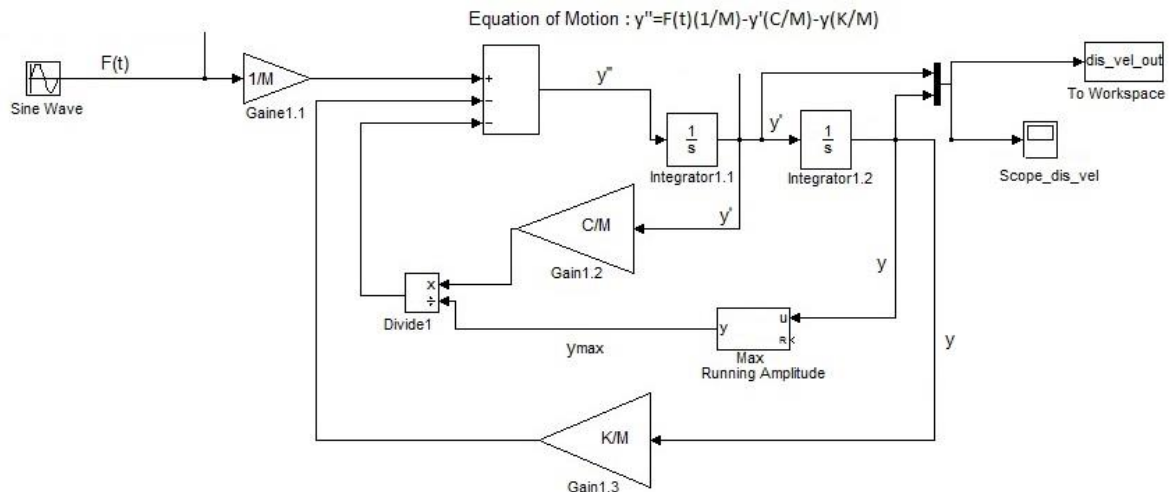 Equation of Motion : y"=F(t)(1/M)-y'(C/M)-y(K/M)
F(t)
Sine Wave
1/M
Gaine1.1
+
−
−
y"
1
s
Integrator1.1
y'
1
s
Integrator1.2
dis_vel_out
To Workspace
Scope_dis_vel
C/M
Gain1.2
y'
x
÷
Divide1
y
u
R
y
Max
Running Amplitude
ymax
y
K/M
Gain1.3